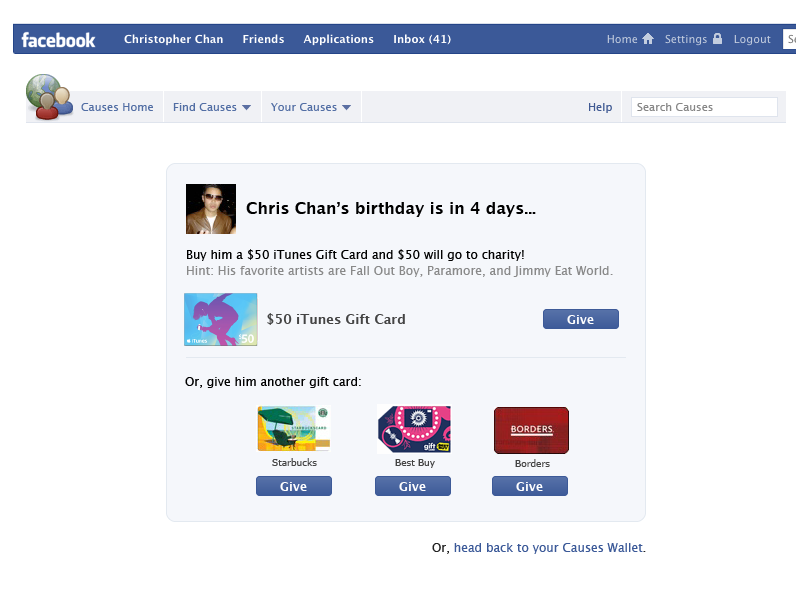 facebook Christopher Chan Friends Applications Inbox (41) Home Settings Logout Se
Causes Home Find Causes Your Causes Help Search Causes
Chris Chan’s birthday is in 4 days...
Buy him a $50 iTunes Gift Card and $50 will go to charity!
Hint: His favorite artists are Fall Out Boy, Paramore, and Jimmy Eat World.
iTunes $50
$50 iTunes Gift Card Give
Or, give him another gift card:
STARBUCKS CARD gift BEST BUY BORDERS
Starbucks Best Buy Borders
Give Give Give
Or, head back to your Causes Wallet.